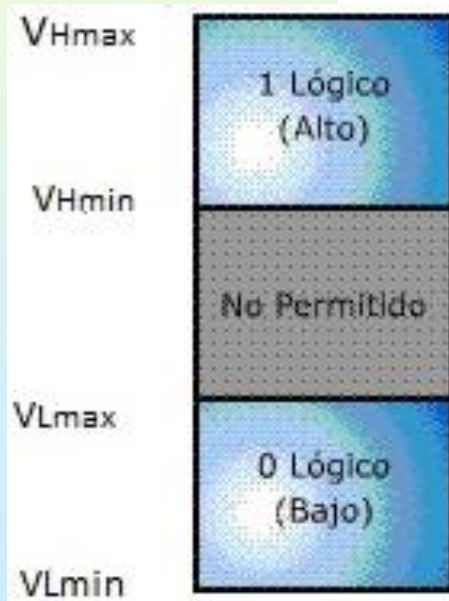 VHmax
1 Lógico
(Alto)
VHmin
No Permitido
VLmax
0 Lógico
(Bajo)
VLmin